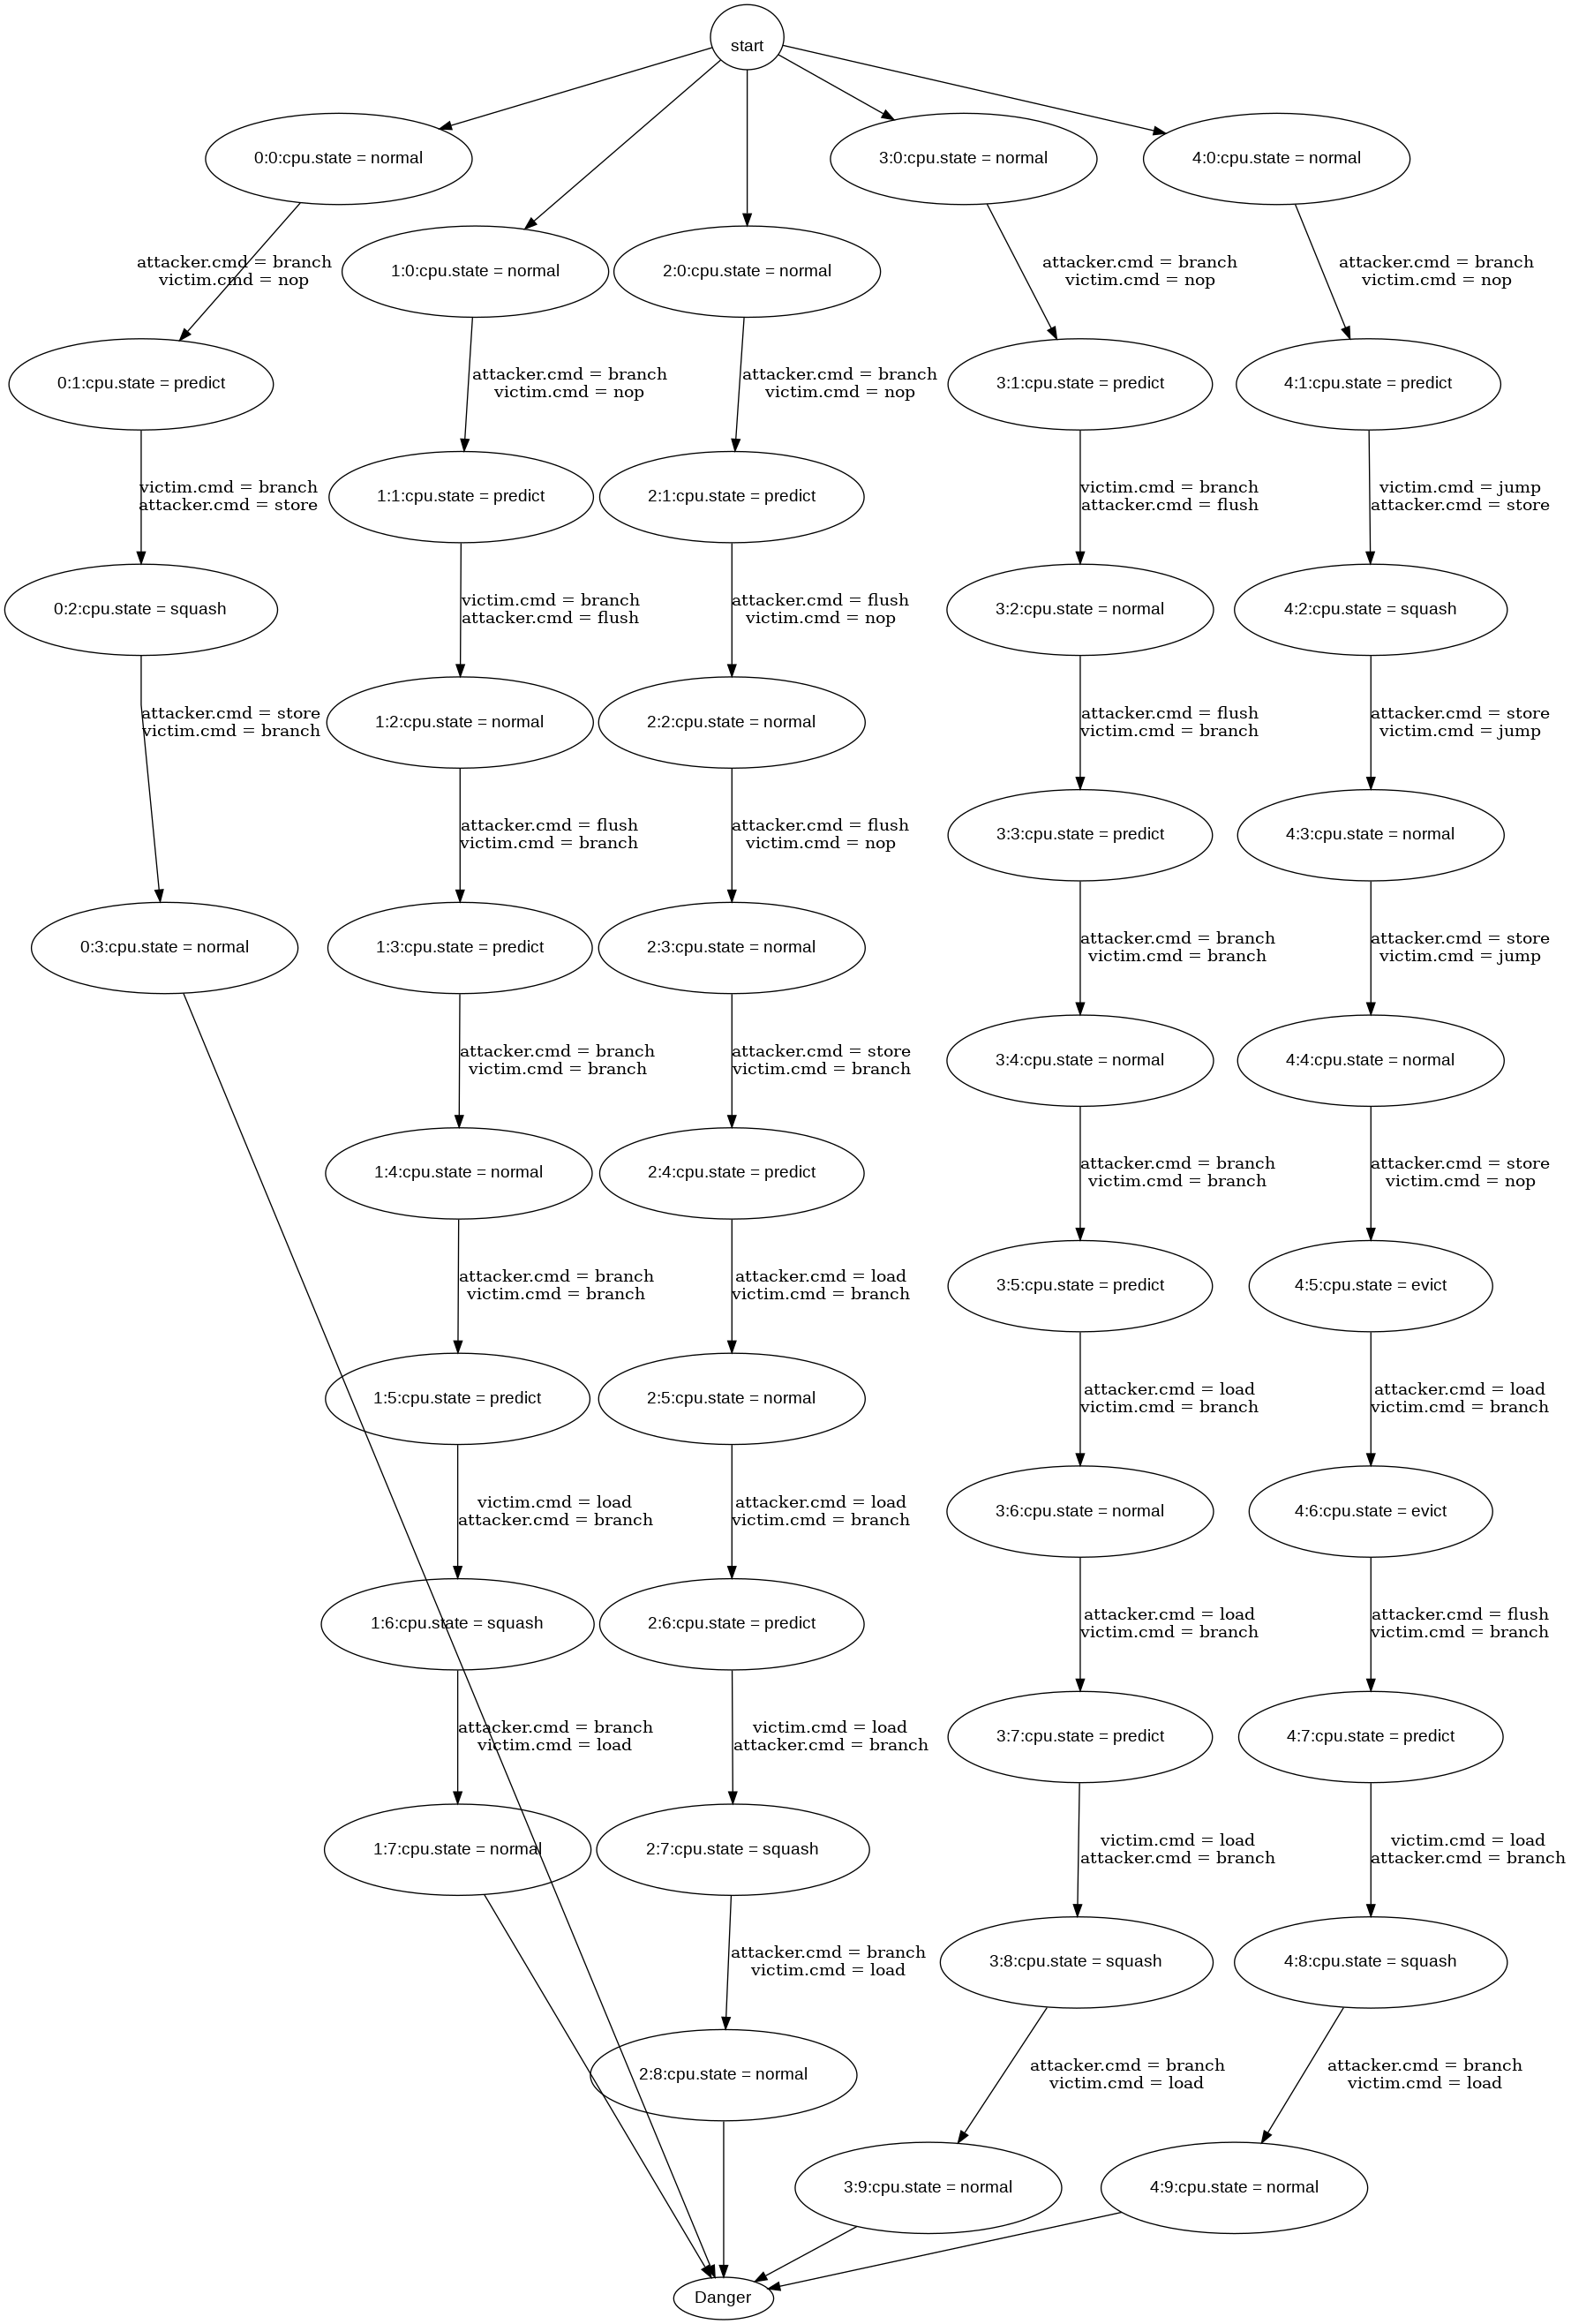 start
0:0:cpu.state = normal
3:0:cpu.state = normal
4:0:cpu.state = normal
1:0:cpu.state = normal
2:0:cpu.state = normal
attacker.cmd = branch
victim.cmd = nop
attacker.cmd = branch
victim.cmd = nop
attacker.cmd = branch
victim.cmd = nop
0:1:cpu.state = predict
attacker.cmd = branch
victim.cmd = nop
attacker.cmd = branch
victim.cmd = nop
3:1:cpu.state = predict
4:1:cpu.state = predict
victim.cmd = branch
attacker.cmd = store
1:1:cpu.state = predict
2:1:cpu.state = predict
victim.cmd = branch
attacker.cmd = flush
victim.cmd = jump
attacker.cmd = store
0:2:cpu.state = squash
victim.cmd = branch
attacker.cmd = flush
attacker.cmd = flush
victim.cmd = nop
3:2:cpu.state = normal
4:2:cpu.state = squash
attacker.cmd = store
victim.cmd = branch
1:2:cpu.state = normal
2:2:cpu.state = normal
attacker.cmd = flush
victim.cmd = branch
attacker.cmd = store
victim.cmd = jump
attacker.cmd = flush
victim.cmd = branch
attacker.cmd = flush
victim.cmd = nop
3:3:cpu.state = predict
4:3:cpu.state = normal
0:3:cpu.state = normal
1:3:cpu.state = predict
2:3:cpu.state = normal
attacker.cmd = branch
victim.cmd = branch
attacker.cmd = store
victim.cmd = jump
attacker.cmd = branch
victim.cmd = branch
attacker.cmd = store
victim.cmd = branch
3:4:cpu.state = normal
4:4:cpu.state = normal
1:4:cpu.state = normal
2:4:cpu.state = predict
attacker.cmd = branch
victim.cmd = branch
attacker.cmd = store
victim.cmd = nop
attacker.cmd = branch
victim.cmd = branch
attacker.cmd = load
victim.cmd = branch
3:5:cpu.state = predict
4:5:cpu.state = evict
1:5:cpu.state = predict
2:5:cpu.state = normal
attacker.cmd = load
victim.cmd = branch
attacker.cmd = load
victim.cmd = branch
victim.cmd = load
attacker.cmd = branch
attacker.cmd = load
victim.cmd = branch
3:6:cpu.state = normal
4:6:cpu.state = evict
1:6:cpu.state = squash
2:6:cpu.state = predict
attacker.cmd = load
victim.cmd = branch
attacker.cmd = flush
victim.cmd = branch
attacker.cmd = branch
victim.cmd = load
victim.cmd = load
attacker.cmd = branch
3:7:cpu.state = predict
4:7:cpu.state = predict
1:7:cpu.state = normal
2:7:cpu.state = squash
victim.cmd = load
attacker.cmd = branch
victim.cmd = load
attacker.cmd = branch
attacker.cmd = branch
victim.cmd = load
3:8:cpu.state = squash
4:8:cpu.state = squash
2:8:cpu.state = normal
attacker.cmd = branch
victim.cmd = load
attacker.cmd = branch
victim.cmd = load
3:9:cpu.state = normal
4:9:cpu.state = normal
Danger